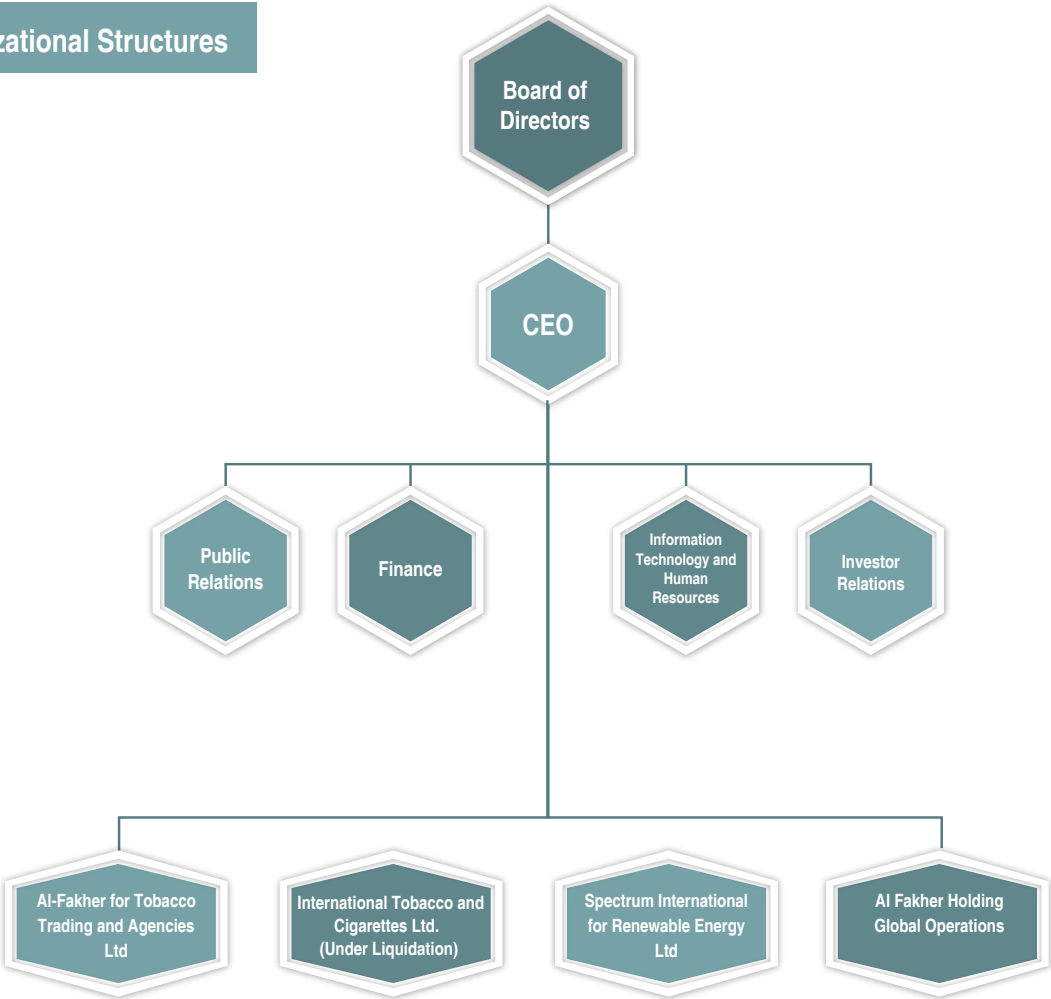 zational Structures
Board of
Directors
CEO
Public
Relations
Finance
Information
Technology and
Human
Resources
Investor
Relations
Al-Fakher for Tobacco
Trading and Agencies
Ltd
International Tobacco and
Cigarettes Ltd.
(Under Liquidation)
Spectrum International
for Renewable Energy
Ltd
Al Fakher Holding
Global Operations